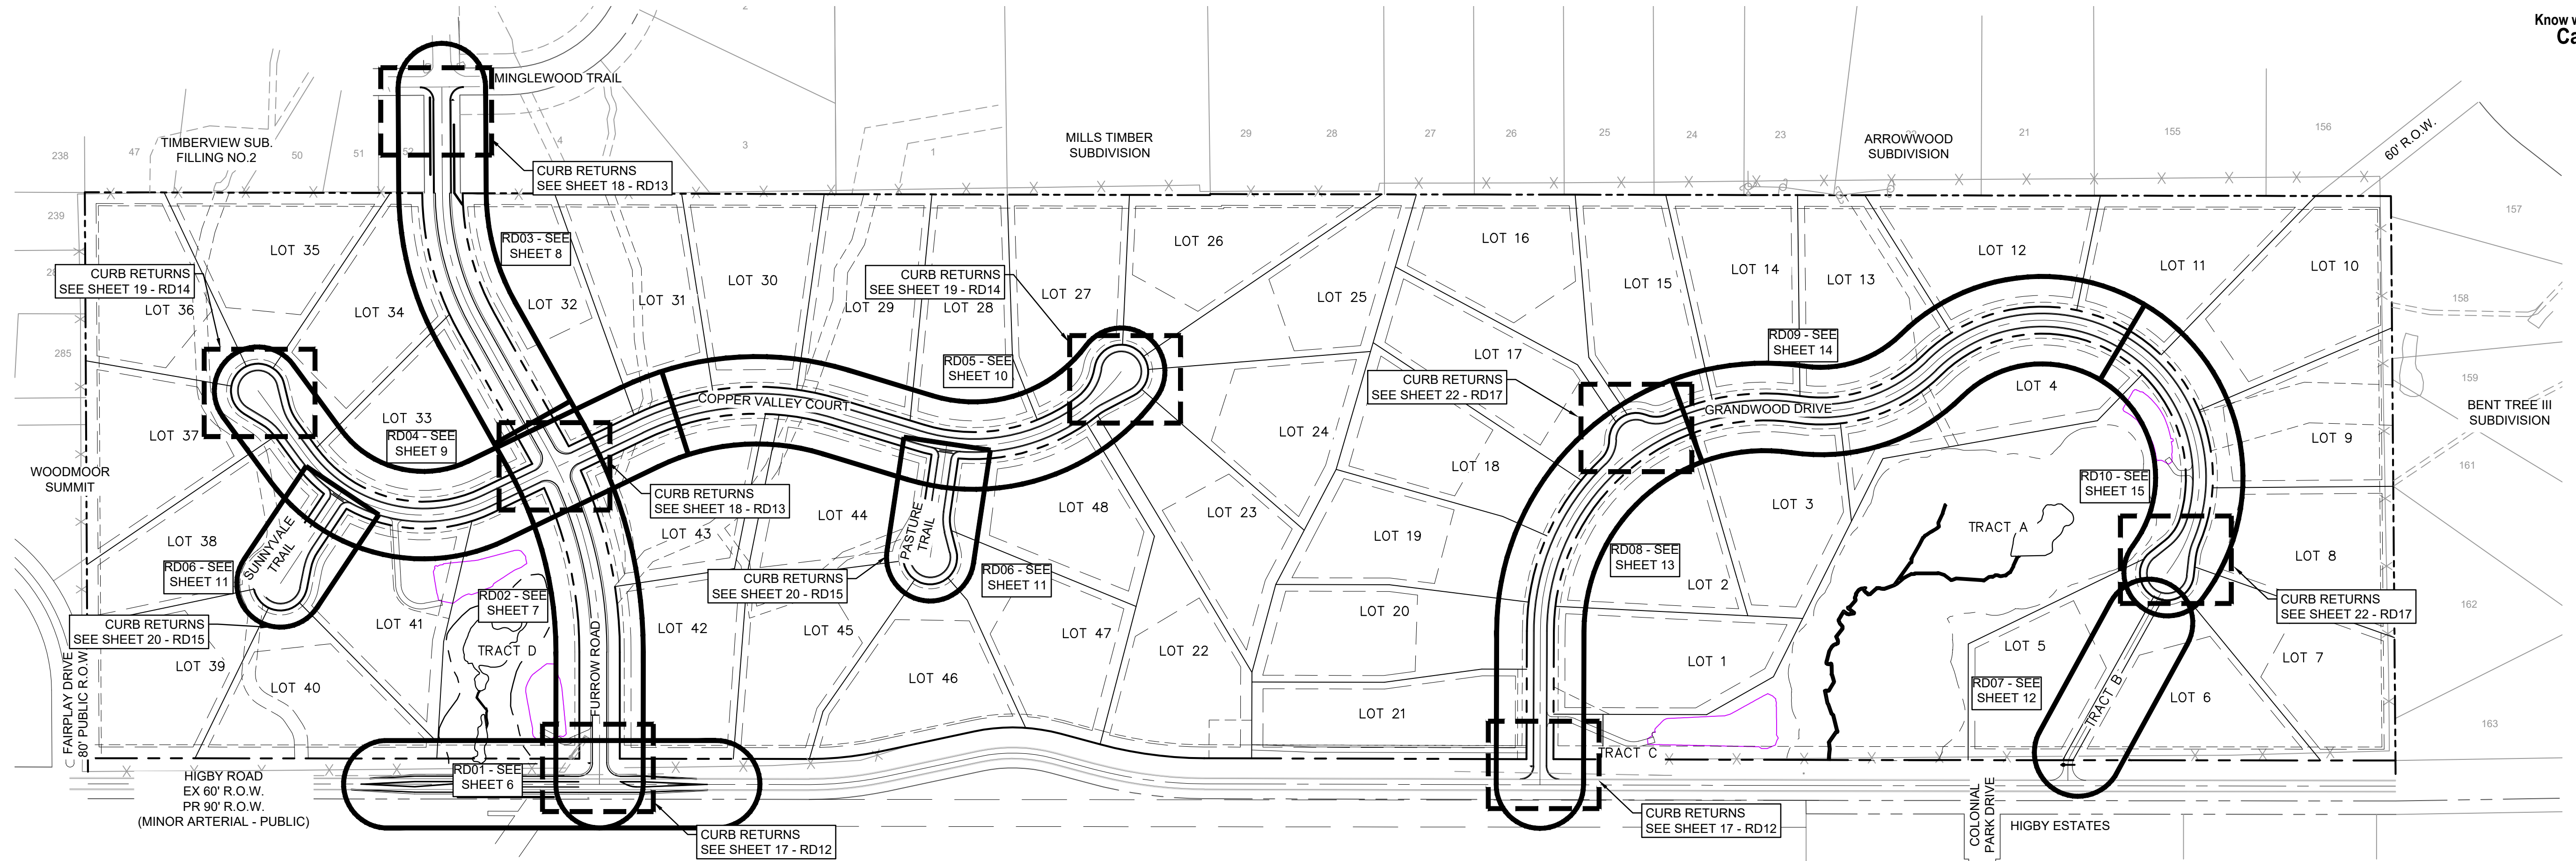 Know w
Ca
2
MINGLEWOOD TRAIL
TIMBERVIEW SUB.
FILLING NO.2
MILLS TIMBER
SUBDIVISION
ARROWWOOD
SUBDIVISION
60' R.O.W.
238
47
50
51
52
4
3
1
29
28
27
26
25
24
23
22
21
155
156
CURB RETURNS
SEE SHEET 18 - RD13
239
157
LOT 35
RD03 - SEE
SHEET 8
LOT 26
LOT 16
LOT 12
LOT 11
LOT 10
CURB RETURNS
SEE SHEET 19 - RD14
LOT 36
LOT 34
LOT 32
LOT 31
LOT 30
CURB RETURNS
SEE SHEET 19 - RD14
LOT 29
LOT 28
LOT 27
LOT 25
LOT 15
LOT 14
LOT 13
158
285
RD05 - SEE
SHEET 10
LOT 17
RD09 - SEE
SHEET 14
159
COPPER VALLEY COURT
CURB RETURNS
SEE SHEET 22 - RD17
GRANDWOOD DRIVE
LOT 4
BENT TREE III
SUBDIVISION
LOT 33
LOT 37
RD04 - SEE
SHEET 9
LOT 24
LOT 9
WOODMOOR
SUMMIT
LOT 18
161
CURB RETURNS
SEE SHEET 18 - RD13
LOT 44
LOT 48
LOT 23
LOT 3
RD10 - SEE
SHEET 15
TRACT A
LOT 38
SUNNYVALE
TRAIL
LOT 43
PASTURE
TRAIL
LOT 19
RD06 - SEE
SHEET 11
CURB RETURNS
SEE SHEET 20 - RD15
RD06 - SEE
SHEET 11
RD08 - SEE
SHEET 13
LOT 2
LOT 8
RD02 - SEE
SHEET 7
CURB RETURNS
SEE SHEET 22 - RD17
162
CURB RETURNS
SEE SHEET 20 - RD15
LOT 41
LOT 42
LOT 45
LOT 47
LOT 20
LOT 39
TRACT D
FURROW ROAD
LOT 22
LOT 1
LOT 5
LOT 7
LOT 40
LOT 46
RD07 - SEE
SHEET 12
TRACT B
LOT 6
LOT 21
163
FAIRPLAY DRIVE
80' PUBLIC R.O.W.
TRACT C
HIGBY ROAD
EX 60' R.O.W.
PR 90' R.O.W.
(MINOR ARTERIAL - PUBLIC)
RD01 - SEE
SHEET 6
CURB RETURNS
SEE SHEET 17 - RD12
CURB RETURNS
SEE SHEET 17 - RD12
COLONIAL
PARK DRIVE
HIGBY ESTATES